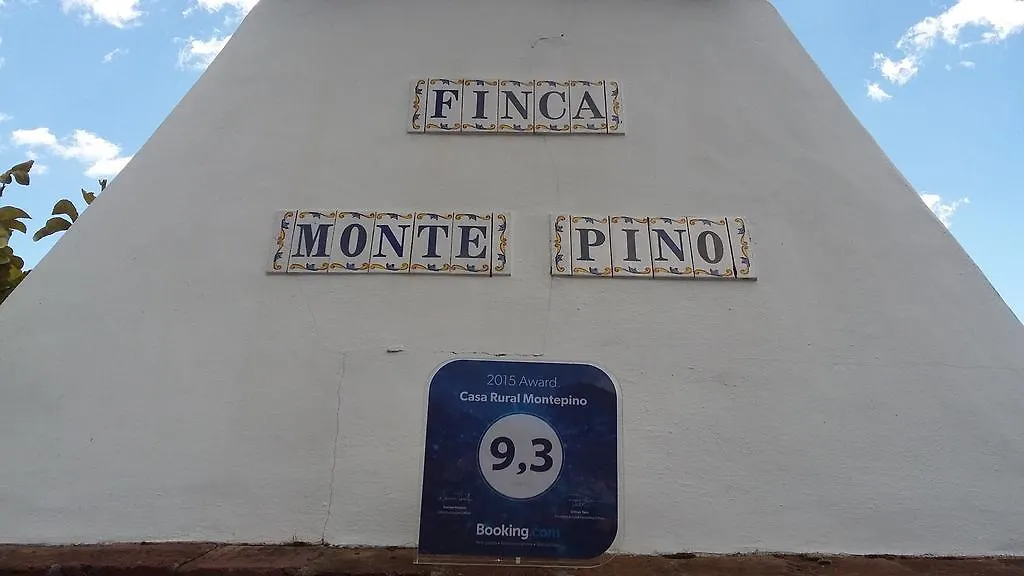 FINCA
MONTE PINO
2015 Award
Casa Rural Montepino
9,3
Booking.com